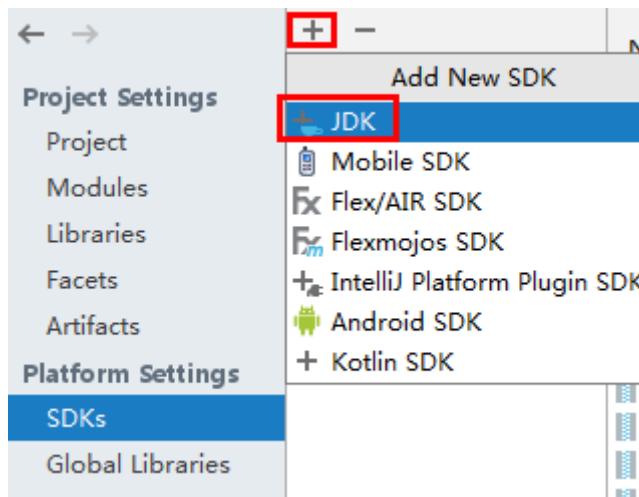 Project Settings
Project
Modules
Libraries
Facets
Artifacts
Platform Settings
SDKs
Global Libraries
Add New SDK
JDK
Mobile SDK
Flex/AIR SDK
Flexmojos SDK
IntelliJ Platform Plugin SDK
Android SDK
Kotlin SDK